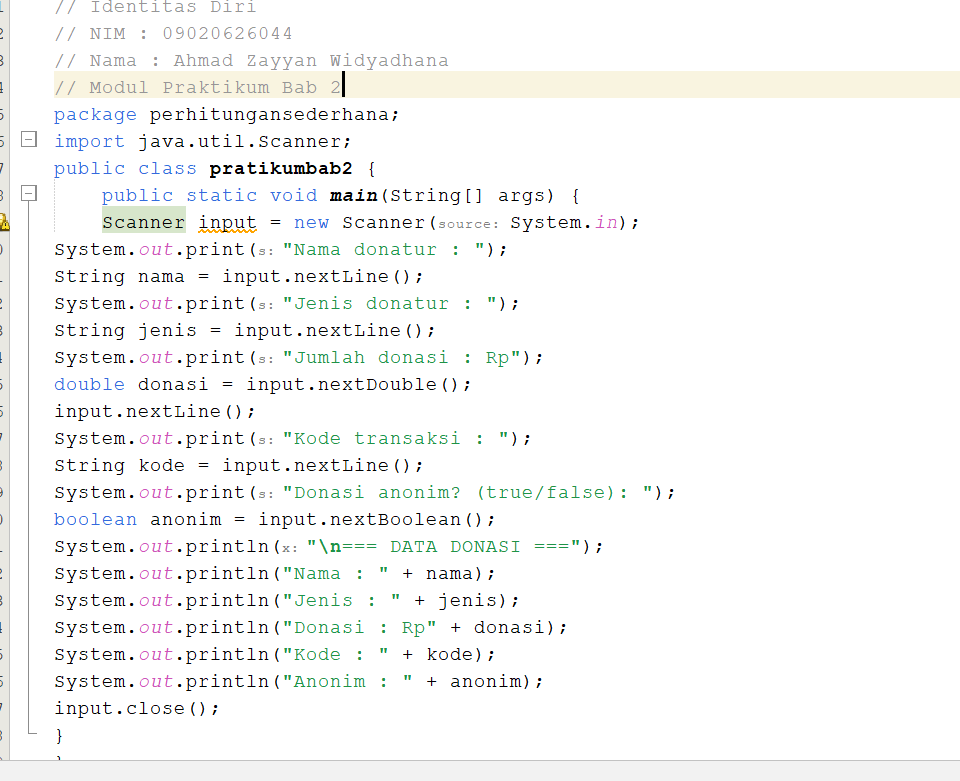 // Identitas Diri
// NIM : 09020626044
// Nama : Ahmad Zayyan Widyadhana
// Modul Praktikum Bab 2
package perhitungansederhana;
import java.util.Scanner;
public class pratikumbab2 {
public static void main(String[] args) {
Scanner input = new Scanner(source: System.in);
System.out.print(s: "Nama donatur : ");
String nama = input.nextLine();
System.out.print(s: "Jenis donatur : ");
String jenis = input.nextLine();
System.out.print(s: "Jumlah donasi : Rp");
double donasi = input.nextDouble();
input.nextLine();
System.out.print(s: "Kode transaksi : ");
String kode = input.nextLine();
System.out.print(s: "Donasi anonim? (true/false): ");
boolean anonim = input.nextBoolean();
System.out.println(x: "\n=== DATA DONASI ===");
System.out.println("Nama : " + nama);
System.out.println("Jenis : " + jenis);
System.out.println("Donasi : Rp" + donasi);
System.out.println("Kode : " + kode);
System.out.println("Anonim : " + anonim);
input.close();
}